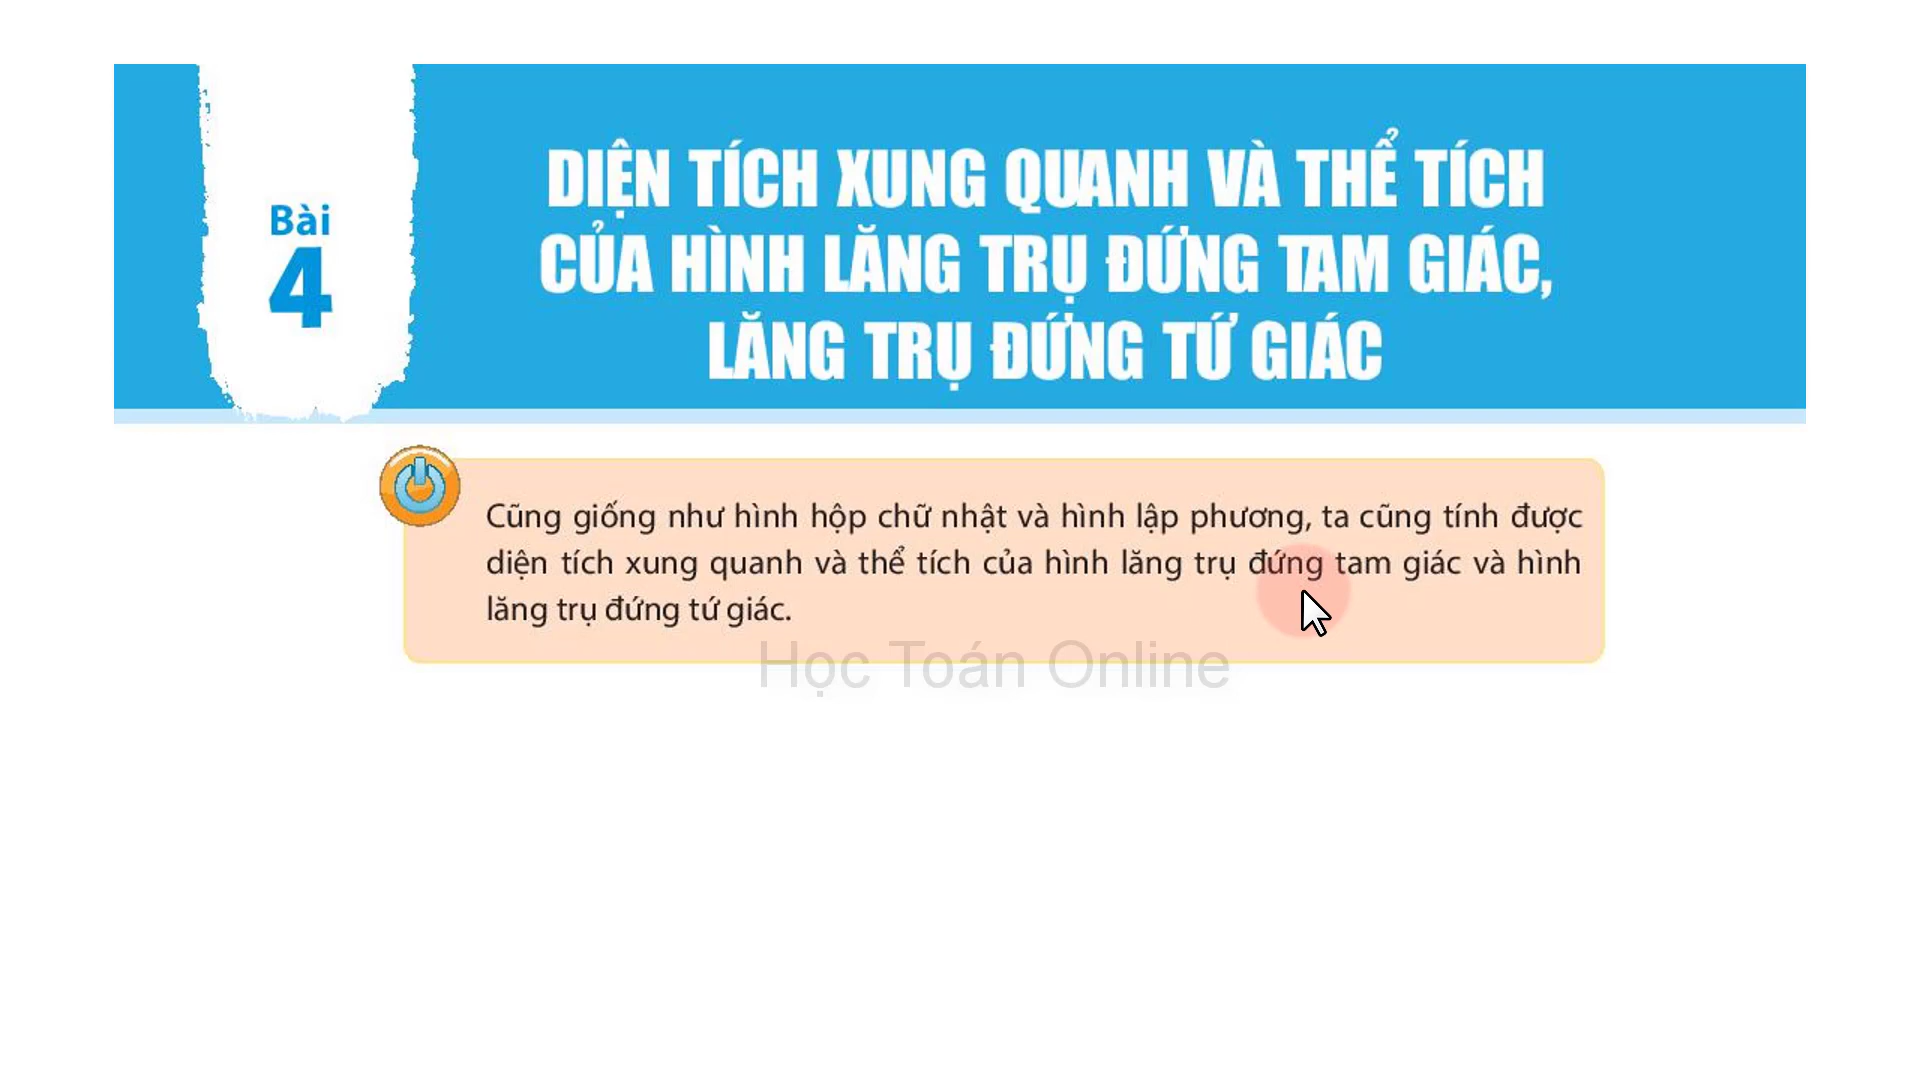 Bài
4
DIỆN TÍCH XUNG QUANH VÀ THỂ TÍCH
CỦA HÌNH LĂNG TRỤ ĐỨNG TAM GIÁC,
LĂNG TRỤ ĐỨNG TỨ GIÁC
Cũng giống như hình hộp chữ nhật và hình lập phương, ta cũng tính được
diện tích xung quanh và thể tích của hình lăng trụ đứng tam giác và hình
lăng trụ đứng tứ giác.
Học Toán Online